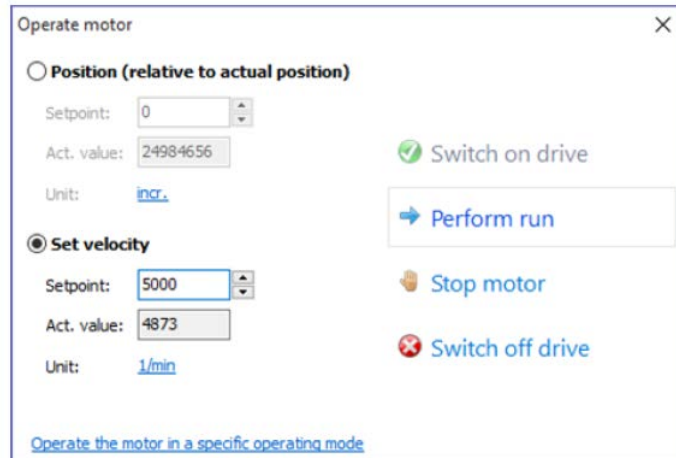 Operate motor
Position (relative to actual position)
Setpoint: 0
Act. value: 24984656
Unit: incr.
Set velocity
Setpoint: 5000
Act. value: 4873
Unit: 1/min
Switch on drive
Perform run
Stop motor
Switch off drive
Operate the motor in a specific operating mode